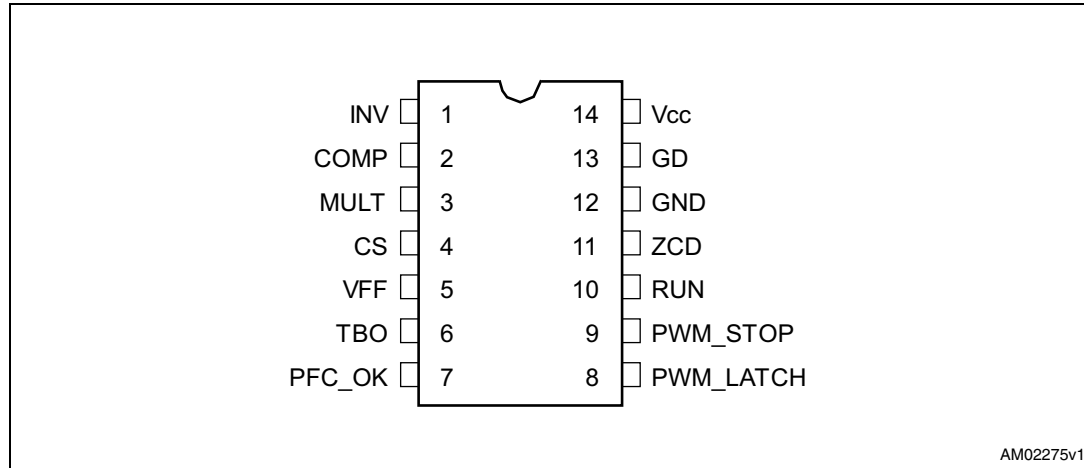 INV 1 14 Vcc
COMP 2 13 GD
MULT 3 12 GND
CS 4 11 ZCD
VFF 5 10 RUN
TBO 6 9 PWM_STOP
PFC_OK 7 8 PWM_LATCH
AM02275v1